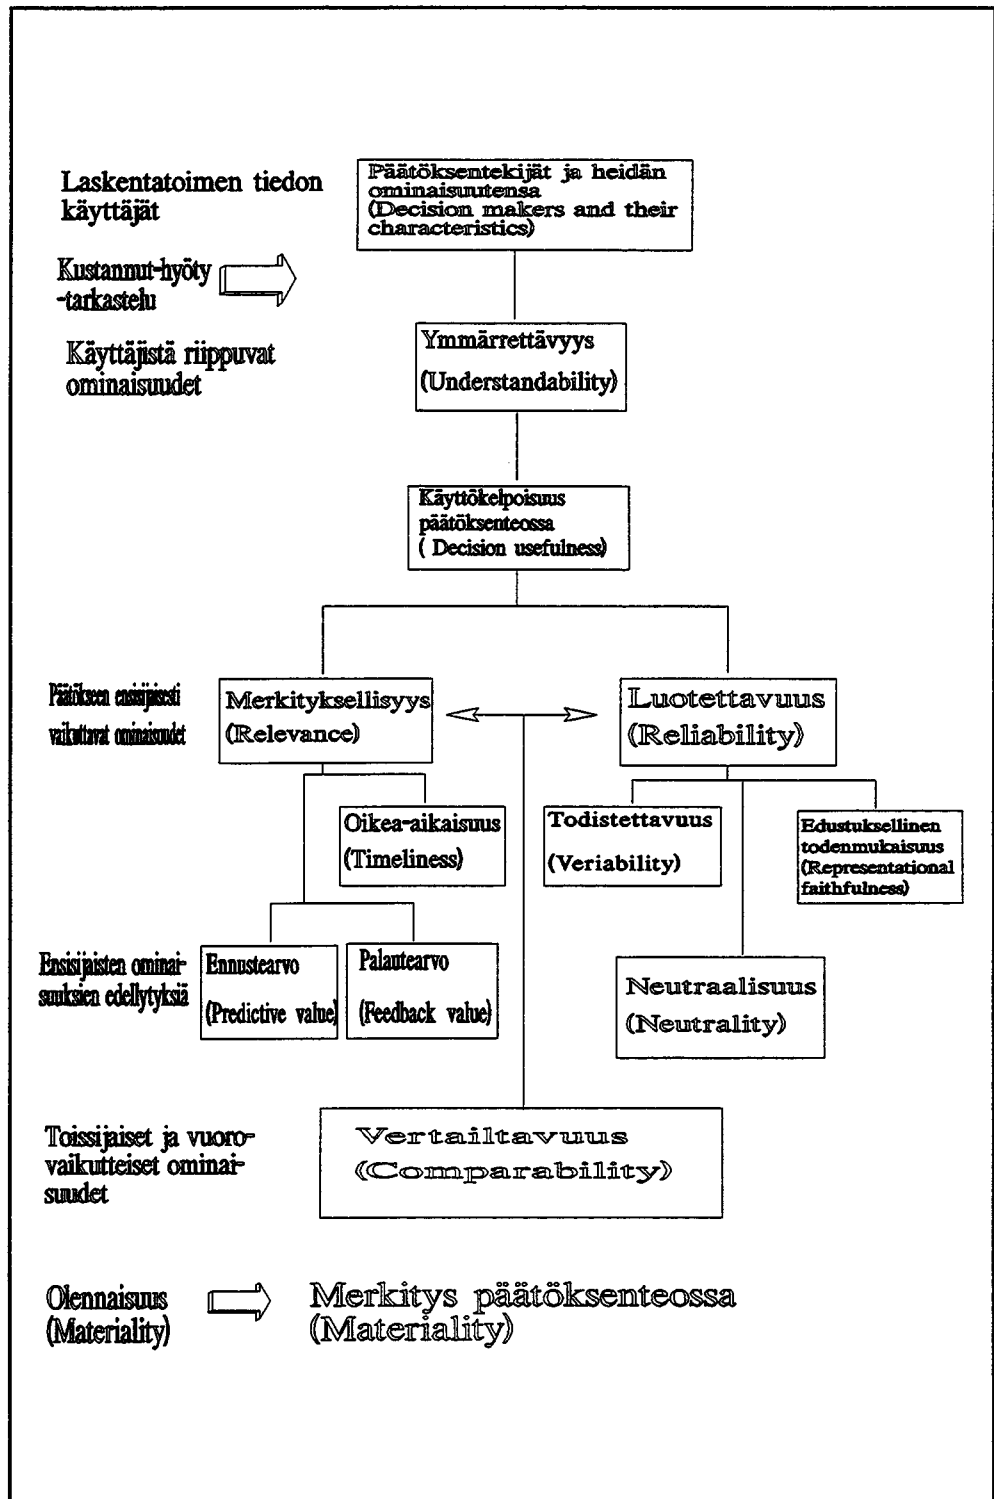 Laskentatoimen tiedon
käyttäjät
Päätöksentekijät ja heidän
ominaisuutensa
(Decision makers and their
characteristics)
Kustannut-hyöty
-tarkastelu
Käyttäjistä riippuvat
ominaisuudet
Ymmärrettävyys
(Understandability)
Käyttökelpoisuus
päätöksenteossa
( Decision usefulness)
Päätökseen ensisijaisesti
vaikuttavat ominaisuudet
Merkityksellisyys
(Relevance)
Luotettavuus
(Reliability)
Oikea-aikaisuus
(Timeliness)
Todistettavuus
(Veriability)
Edustuksellinen
todenmukaisuus
(Representational
faithfulness)
Ensisijaisten ominai-
suuksien edellytyksiä
Ennustearvo
(Predictive value)
Palautearvo
(Feedback value)
Neutraalisuus
(Neutrality)
Toissijaiset ja vuoro-
vaikutteiset ominai-
suudet
Vertailtavuus
(Comparability)
Olennaisuus
(Materiality)
Merkitys päätöksenteossa
(Materiality)